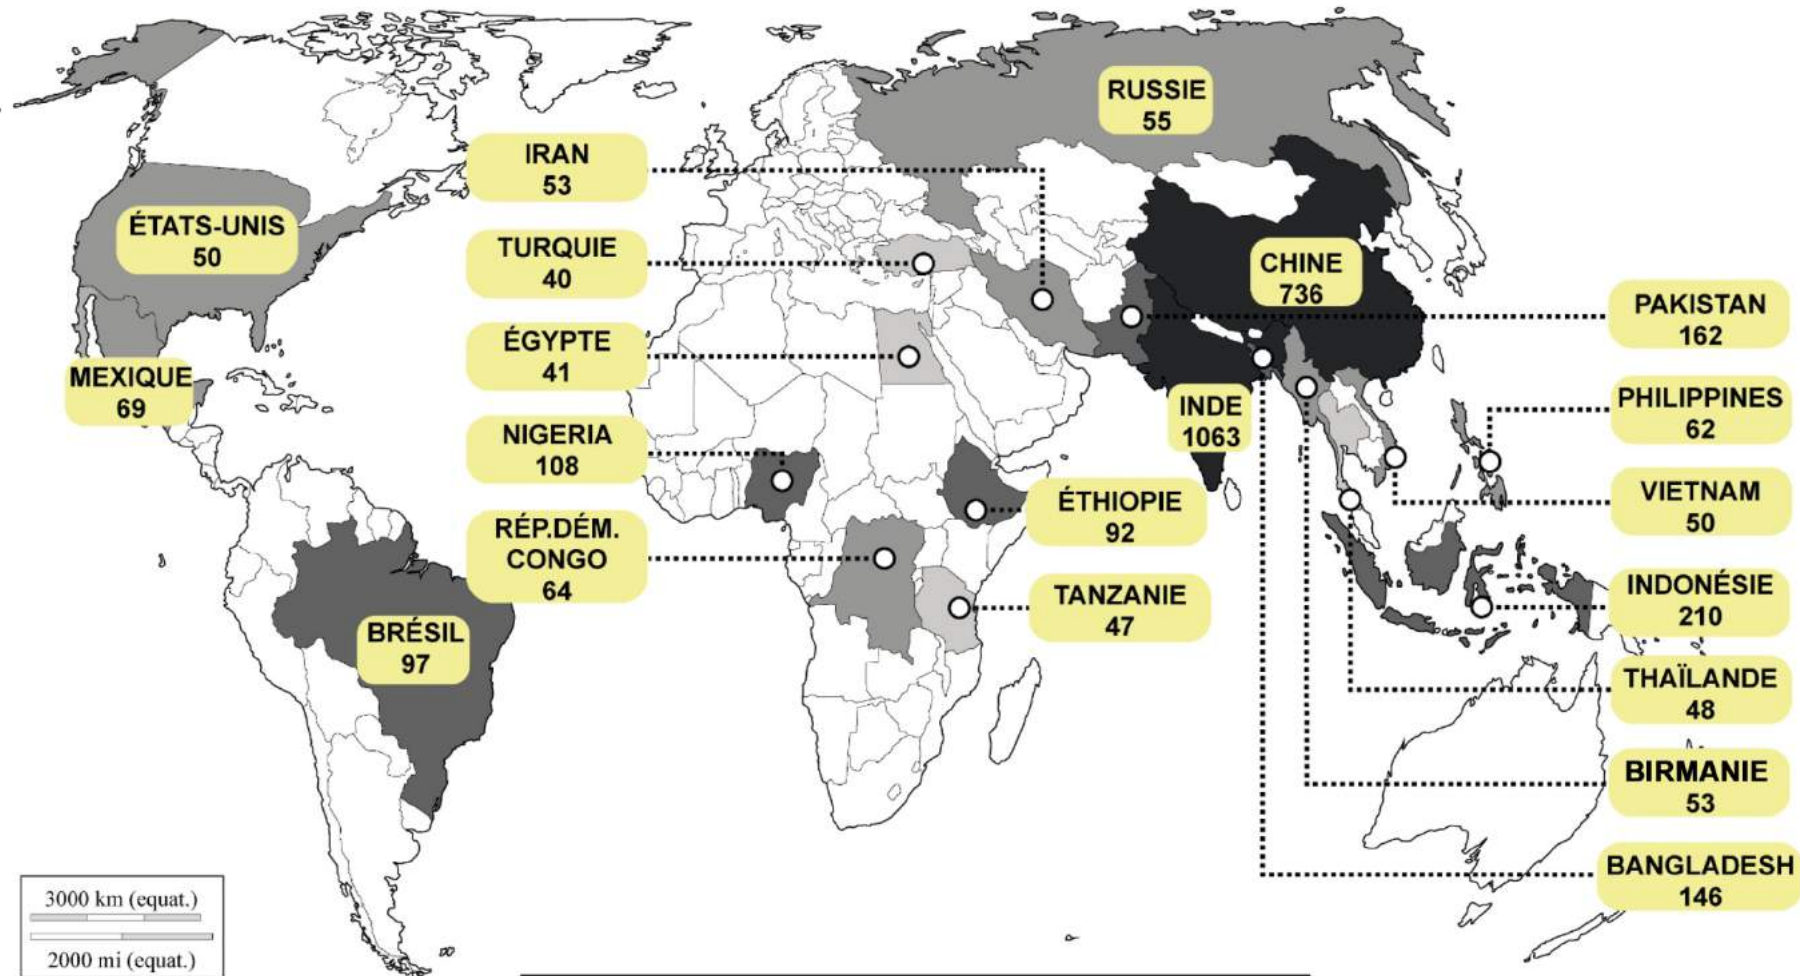 RUSSIE
55
IRAN
53
ÉTATS-UNIS
50
TURQUIE
40
CHINE
736
PAKISTAN
162
ÉGYPTE
41
MEXIQUE
69
PHILIPPINES
62
INDE
1063
NIGERIA
108
VIETNAM
50
ÉTHIOPIE
92
RÉP.DÉM.
CONGO
64
INDONÉSIE
210
TANZANIE
47
BRÉSIL
97
THAÏLANDE
48
BIRMANIE
53
BANGLADESH
146
3000 km (equat.)
2000 mi (equat.)